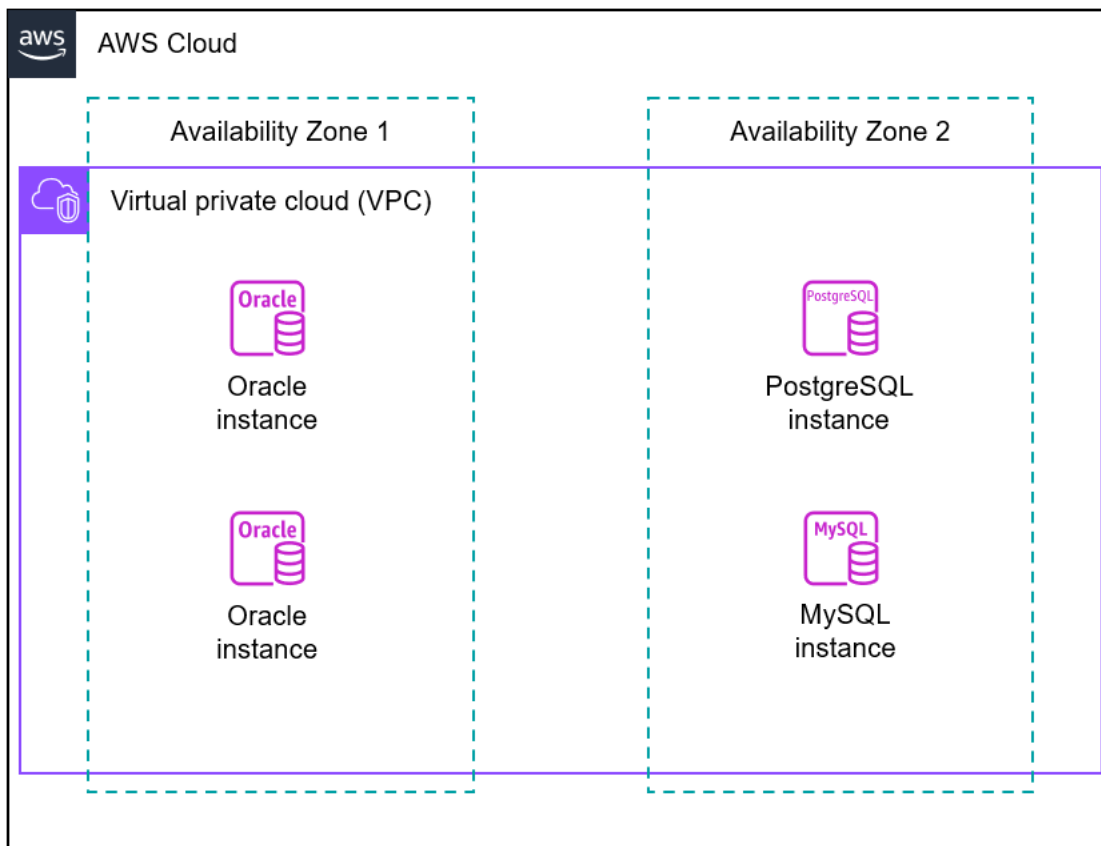 aws
AWS Cloud
Availability Zone 1
Availability Zone 2
Virtual private cloud (VPC)
Oracle
Oracle
instance
PostgreSQL
PostgreSQL
instance
Oracle
Oracle
instance
MySQL
MySQL
instance